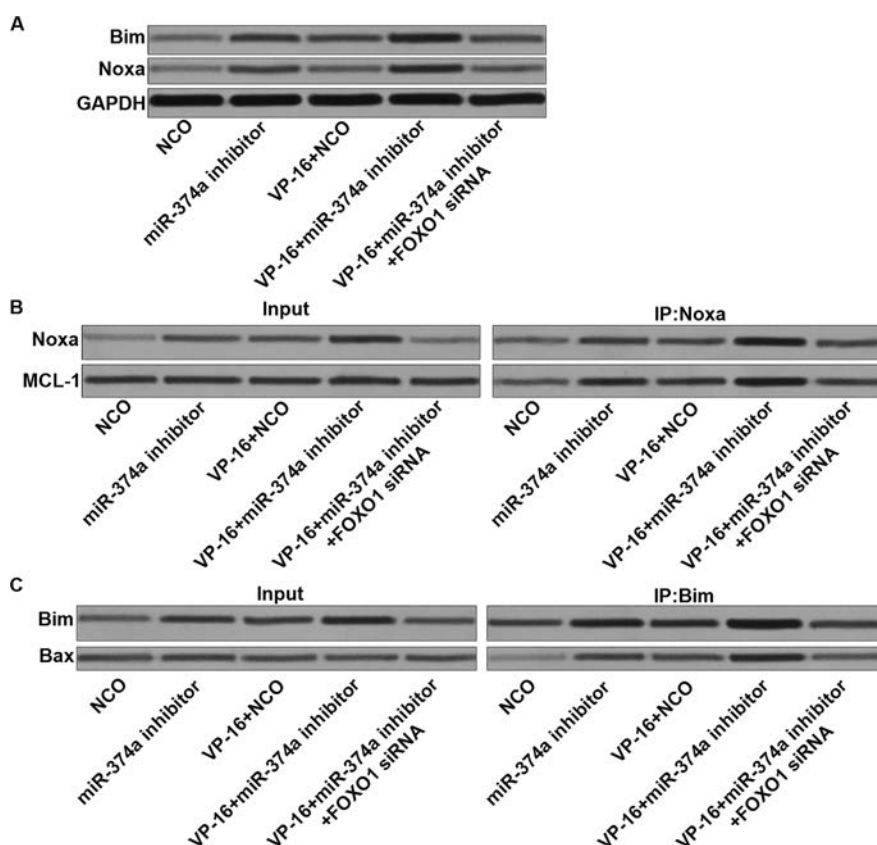 A
Bim
Noxa
GAPDH
NCO
miR-374a inhibitor
VP-16+NCO
VP-16+miR-374a inhibitor
VP-16+miR-374a inhibitor
+FOXO1 siRNA
B
Input
IP:Noxa
Noxa
MCL-1
NCO
miR-374a inhibitor
VP-16+NCO
VP-16+miR-374a inhibitor
VP-16+miR-374a inhibitor
+FOXO1 siRNA
NCO
miR-374a inhibitor
VP-16+NCO
VP-16+miR-374a inhibitor
VP-16+miR-374a inhibitor
+FOXO1 siRNA
C
Input
IP:Bim
Bim
Bax
NCO
miR-374a inhibitor
VP-16+NCO
VP-16+miR-374a inhibitor
VP-16+miR-374a inhibitor
+FOXO1 siRNA
NCO
miR-374a inhibitor
VP-16+NCO
VP-16+miR-374a inhibitor
VP-16+miR-374a inhibitor
+FOXO1 siRNA